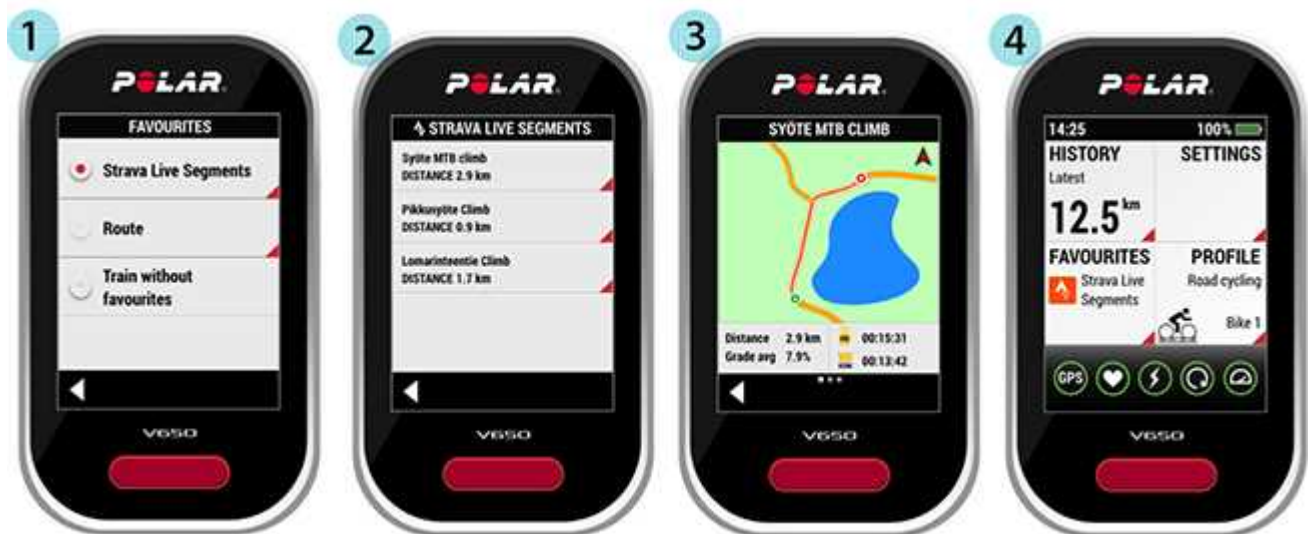 1
POLAR
FAVOURITES
Strava Live Segments
Route
Train without
favourites
V650
2
POLAR
STRAVA LIVE SEGMENTS
Syöte MTB climb
DISTANCE 2.9 km
Pikkusyöte Climb
DISTANCE 0.9 km
Lomarinteentie Climb
DISTANCE 1.7 km
V650
3
POLAR
SYÖTE MTB CLIMB
Distance 2.9 km 00:15:31
Grade avg 7.9% 00:13:42
V650
4
POLAR
14:25 100%
HISTORY SETTINGS
Latest
12.5 km
FAVOURITES PROFILE
Strava Live Road cycling
Segments
Bike 1
GPS
V650